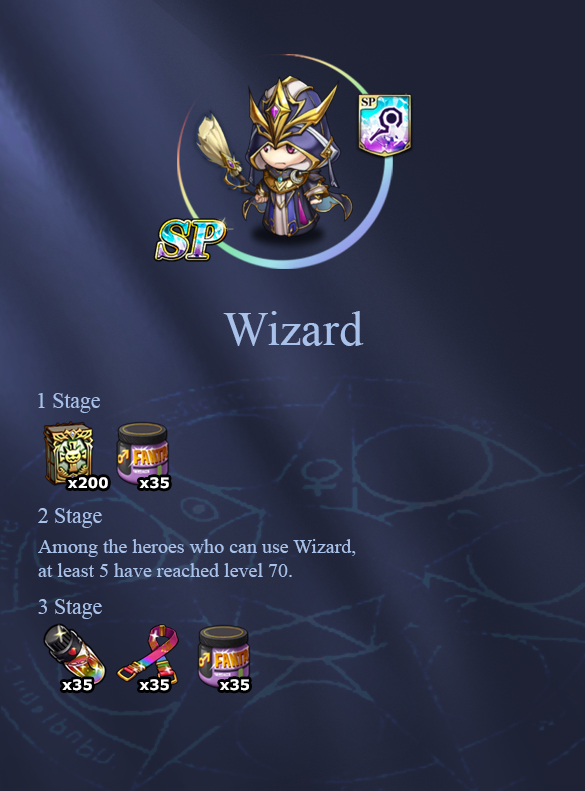 SP
SP
Wizard
1 Stage
x200
x35
2 Stage
Among the heroes who can use Wizard,
at least 5 have reached level 70.
3 Stage
x35
x35
x35